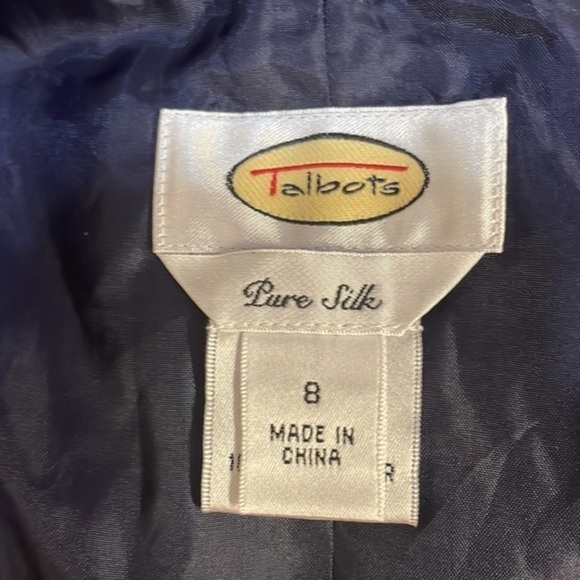 Talbots
Pure Silk
8
MADE IN
CHINA